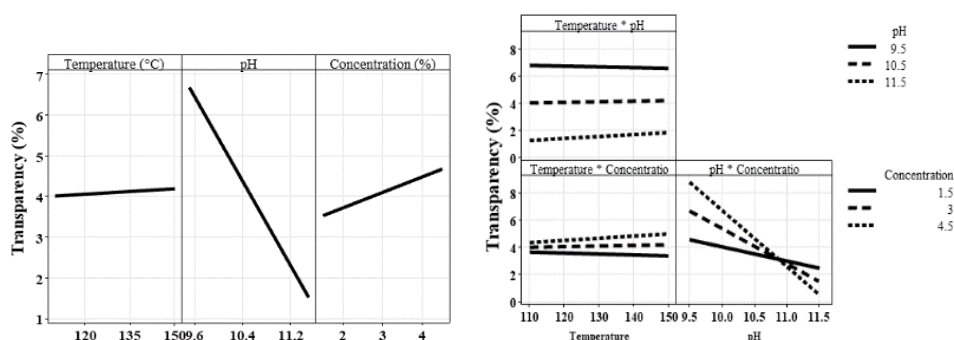 Temperature (°C) pH Concentration (%)
Transparency (%)
7
6
5
4
3
2
1
120 135 150 9.6 10.4 11.2 2 3 4
Temperature * pH
8
6
4
2
0
Transparency (%)
Temperature * Concentratio pH * Concentratio
8
6
4
2
0
110 120 130 140 150 9.5 10.0 10.5 11.0 11.5
Temperature pH
pH
9.5
10.5
11.5
Concentration
1.5
3
4.5